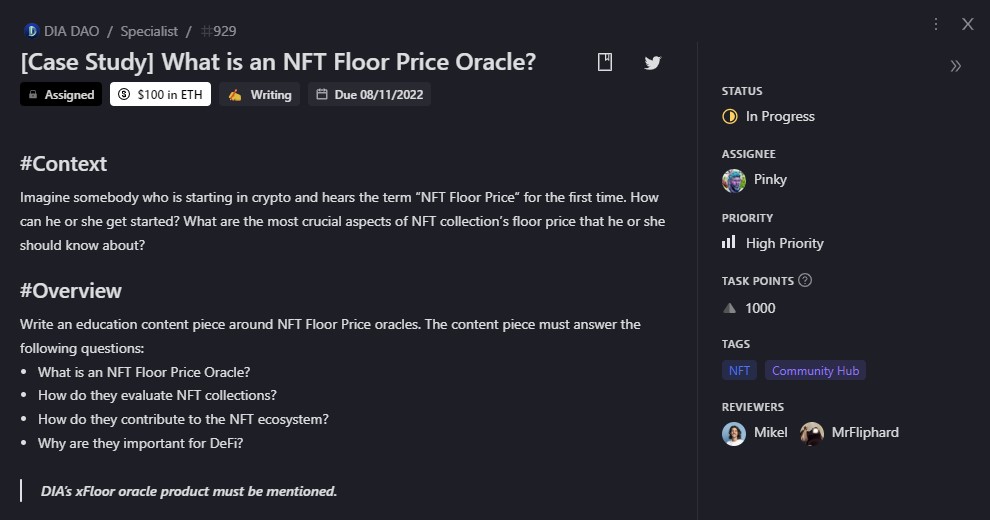 DIA DAO / Specialist / #929
[Case Study] What is an NFT Floor Price Oracle?
Assigned $100 in ETH Writing Due 08/11/2022
#Context
Imagine somebody who is starting in crypto and hears the term “NFT Floor Price” for the first time. How
can he or she get started? What are the most crucial aspects of NFT collection’s floor price that he or she
should know about?
#Overview
Write an education content piece around NFT Floor Price oracles. The content piece must answer the
following questions:
• What is an NFT Floor Price Oracle?
• How do they evaluate NFT collections?
• How do they contribute to the NFT ecosystem?
• Why are they important for DeFi?
DIA’s xFloor oracle product must be mentioned.
STATUS
In Progress
ASSIGNEE
Pinky
PRIORITY
High Priority
TASK POINTS
1000
TAGS
NFT Community Hub
REVIEWERS
Mikel MrFliphard